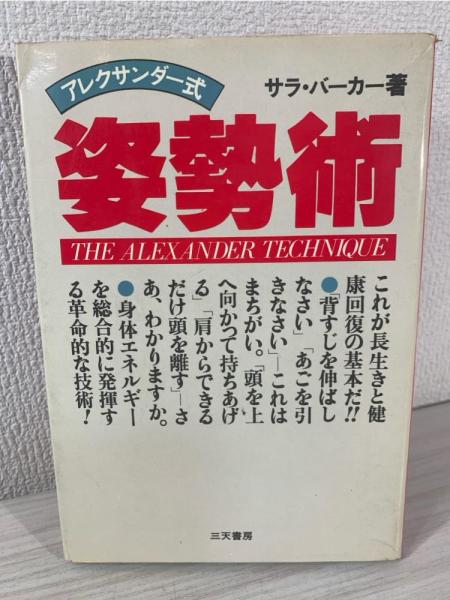 アレクサンダー式
サラ・バーカー著
姿勢術
THE ALEXANDER TECHNIQUE
これが長生きと健
康回復の基本だ!!
●「背すじを伸ばし
なさい」「あごを引
きなさい」―これは
まちがい。「頭を上
へ向かって持ちあげ
る」「肩からできる
だけ頭を離す」―さ
あ、わかりますか。
●身体エネルギー
を総合的に発揮す
る革命的な技術!
三天書房